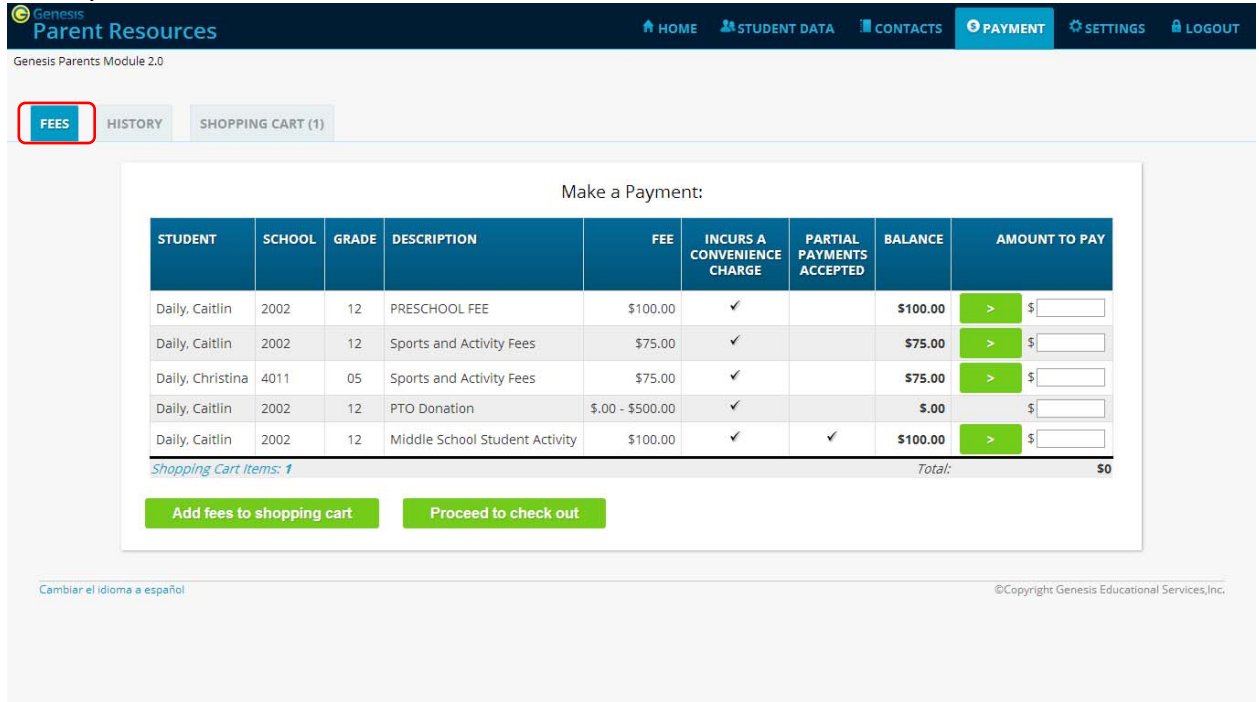 Genesis
Parent Resources
HOME STUDENT DATA CONTACTS PAYMENT SETTINGS LOGOUT
Genesis Parents Module 2.0
FEES HISTORY SHOPPING CART (1)
Make a Payment:
STUDENT SCHOOL GRADE DESCRIPTION FEE INCURS A CONVENIENCE CHARGE PARTIAL PAYMENTS ACCEPTED BALANCE AMOUNT TO PAY
Daily, Caitlin 2002 12 PRESCHOOL FEE $100.00 ✓ $100.00 > $
Daily, Caitlin 2002 12 Sports and Activity Fees $75.00 ✓ $75.00 > $
Daily, Christina 4011 05 Sports and Activity Fees $75.00 ✓ $75.00 > $
Daily, Caitlin 2002 12 PTO Donation $.00 - $500.00 ✓ $.00 $
Daily, Caitlin 2002 12 Middle School Student Activity $100.00 ✓ ✓ $100.00 > $
Shopping Cart Items: 1 Total: $0
Add fees to shopping cart Proceed to check out
Cambiar el idioma a español ©Copyright Genesis Educational Services,Inc.